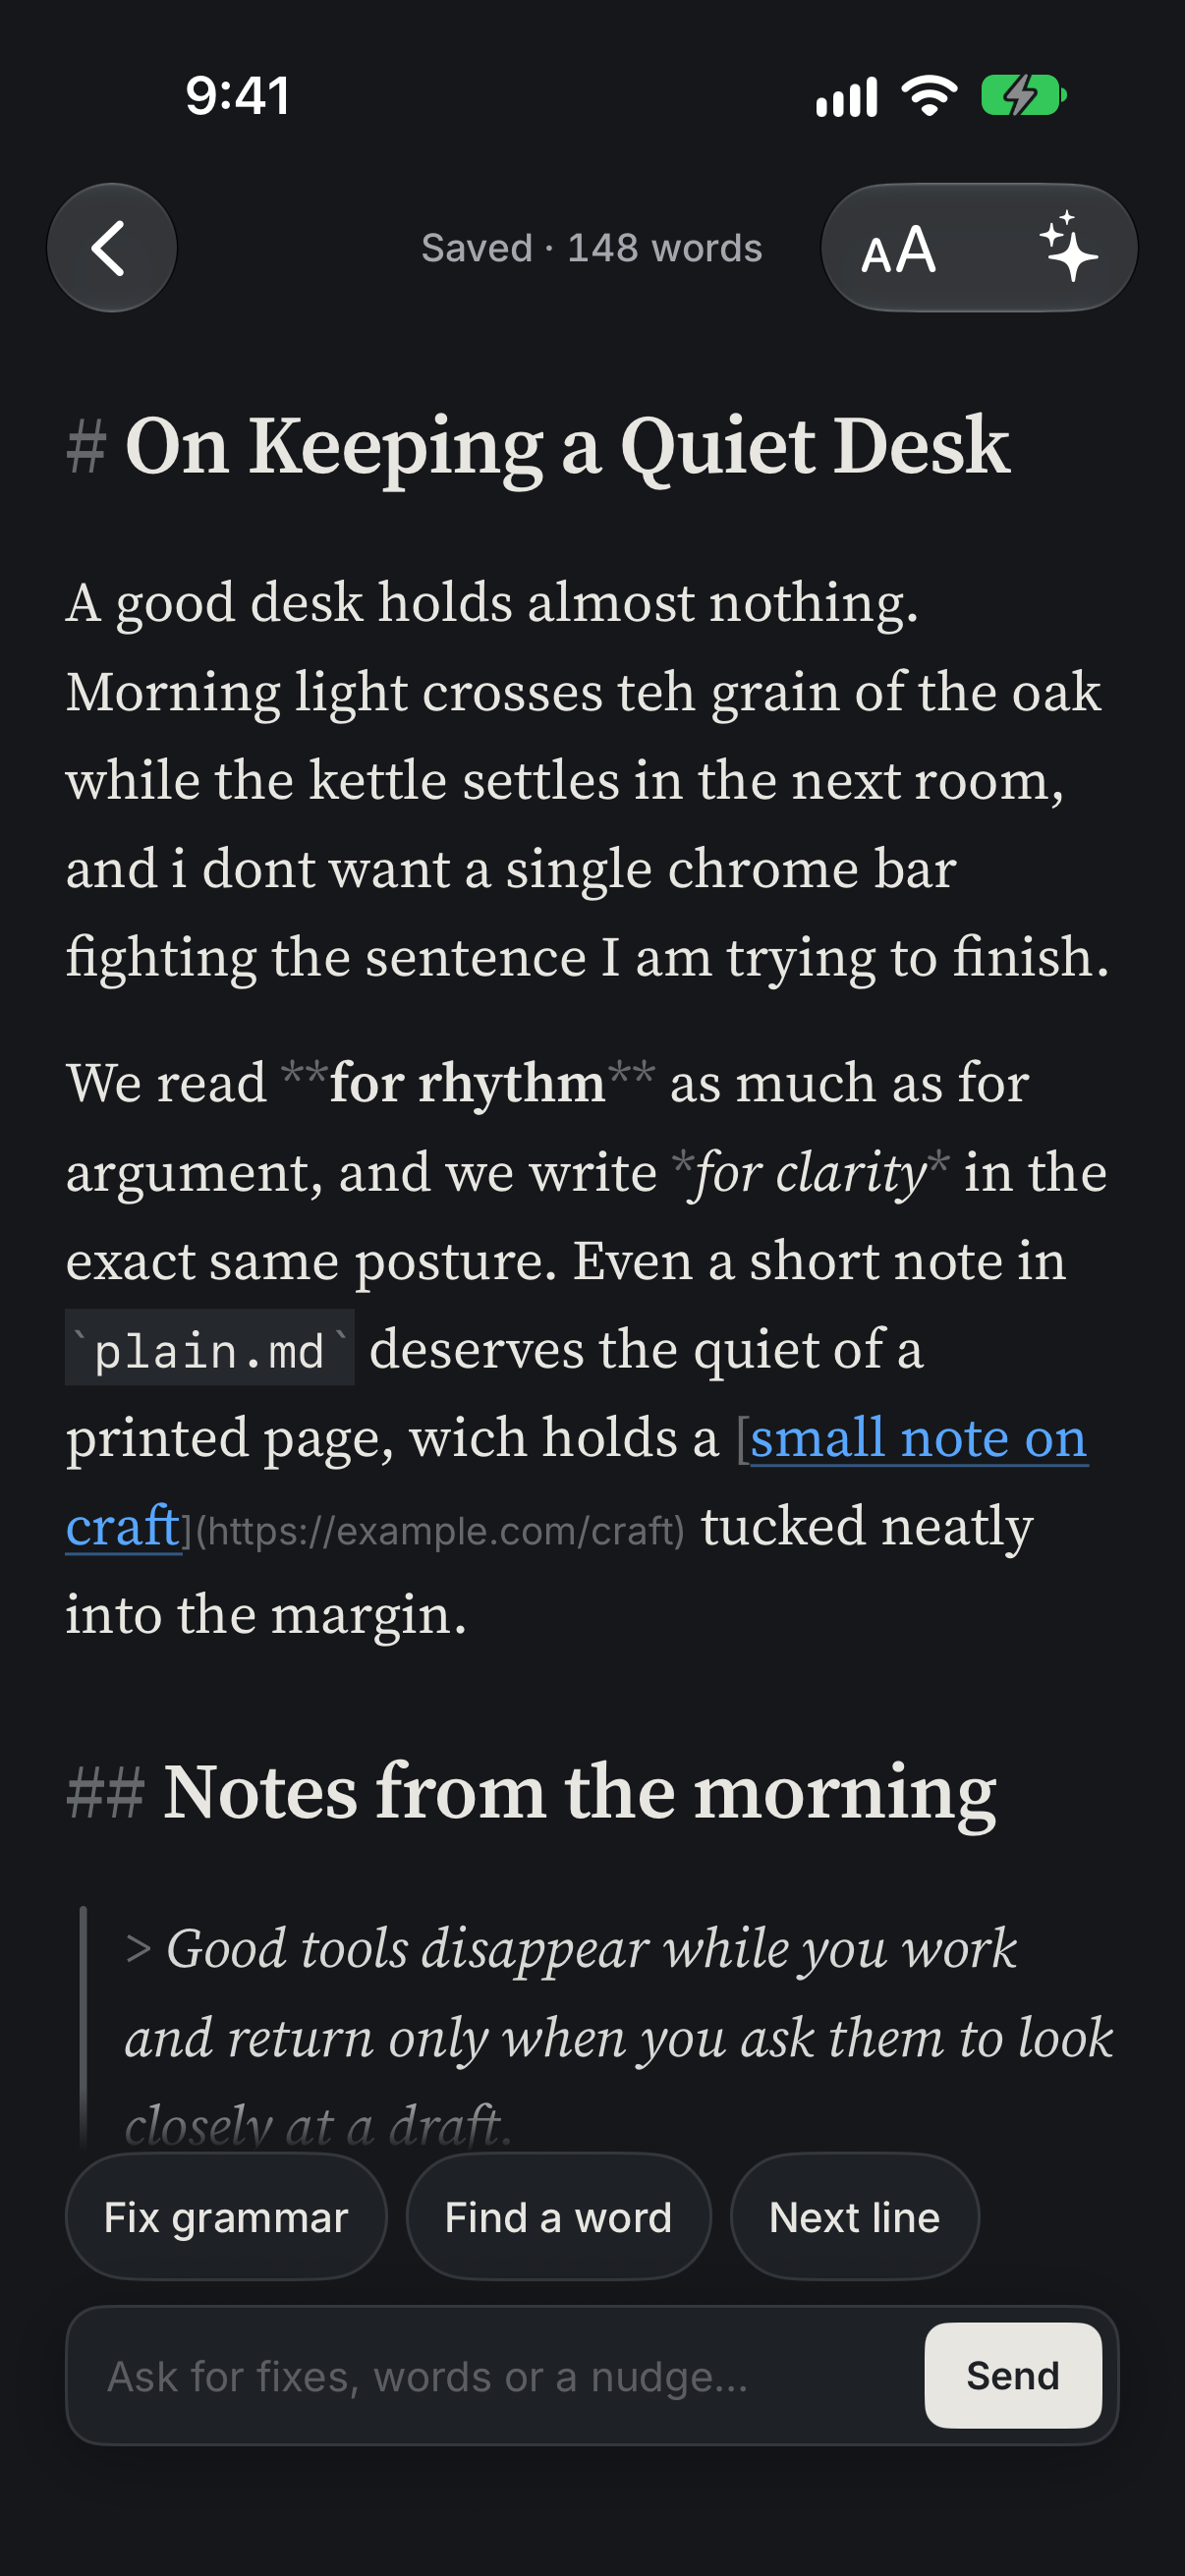 9:41
Saved · 148 words
AA
# On Keeping a Quiet Desk
A good desk holds almost nothing.
Morning light crosses teh grain of the oak
while the kettle settles in the next room,
and i dont want a single chrome bar
fighting the sentence I am trying to finish.
We read **for rhythm** as much as for
argument, and we write *for clarity* in the
exact same posture. Even a short note in
`plain.md` deserves the quiet of a
printed page, wich holds a [small note on
craft](https://example.com/craft) tucked neatly
into the margin.
## Notes from the morning
> Good tools disappear while you work
and return only when you ask them to look
closely at a draft.
Fix grammar Find a word Next line
Ask for fixes, words or a nudge... Send